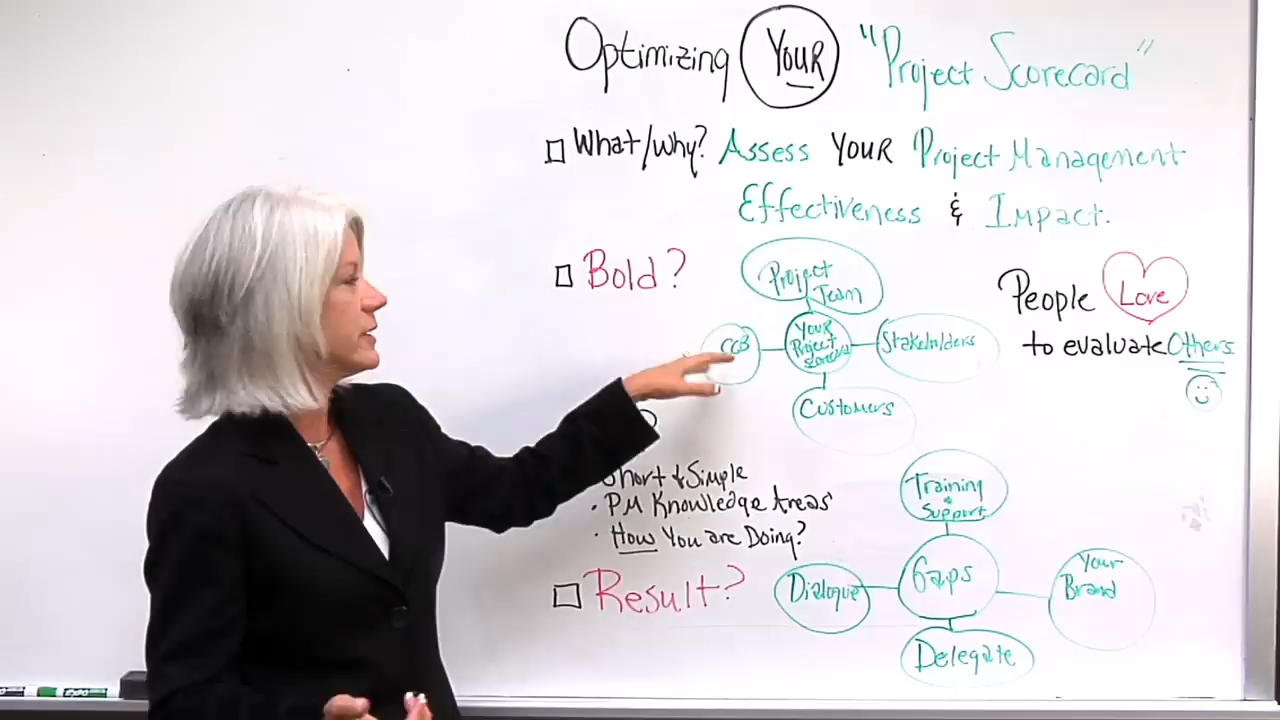 Optimizing YOUR "Project Scorecard"
What/Why? Assess YOUR Project Management
Effectiveness & Impact.
Bold?
Project
Team
CCB
YOUR
Project
Scorecard
Stakeholders
Customers
People Love
to evaluate Others
Short & Simple
· PM Knowledge Areas
· How You are Doing?
Result?
Training
&
Support
Dialogue
Gaps
Your
Brand
Delegate